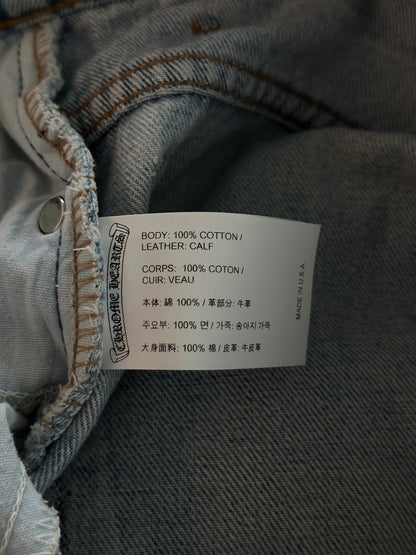 CHROME HEARTS
BODY: 100% COTTON /
LEATHER: CALF
CORPS: 100% COTON /
CUIR: VEAU
本体: 綿 100% / 革部分: 牛革
주요부: 100% 면 / 가죽: 송아지 가죽
大身面料: 100% 棉 / 皮革: 牛皮革
MADE IN U.S.A.